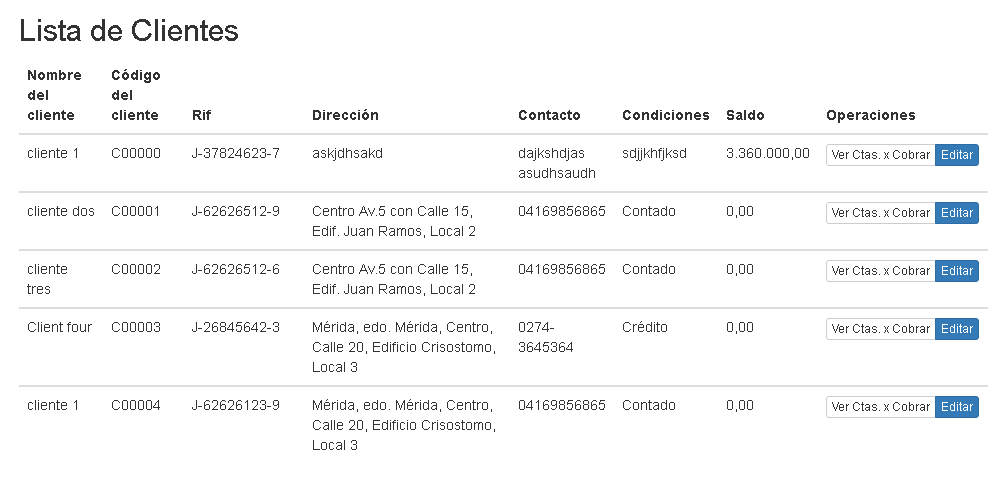 Lista de Clientes
Nombre del cliente Código del cliente Rif Dirección Contacto Condiciones Saldo Operaciones
cliente 1 C00000 J-37824623-7 askjdhsakd dajkshdjas sdjjkhfjksd 3.360.000,00 Ver Ctas. x Cobrar Editar
asudhsaudh
cliente dos C00001 J-62626512-9 Centro Av.5 con Calle 15, 04169856865 Contado 0,00 Ver Ctas. x Cobrar Editar
Edif. Juan Ramos, Local 2
cliente C00002 J-62626512-6 Centro Av.5 con Calle 15, 04169856865 Contado 0,00 Ver Ctas. x Cobrar Editar
tres Edif. Juan Ramos, Local 2
Client four C00003 J-26845642-3 Mérida, edo. Mérida, Centro, 0274- Crédito 0,00 Ver Ctas. x Cobrar Editar
Calle 20, Edificio Crisostomo, 3645364
Local 3
cliente 1 C00004 J-62626123-9 Mérida, edo. Mérida, Centro, 04169856865 Contado 0,00 Ver Ctas. x Cobrar Editar
Calle 20, Edificio Crisostomo,
Local 3